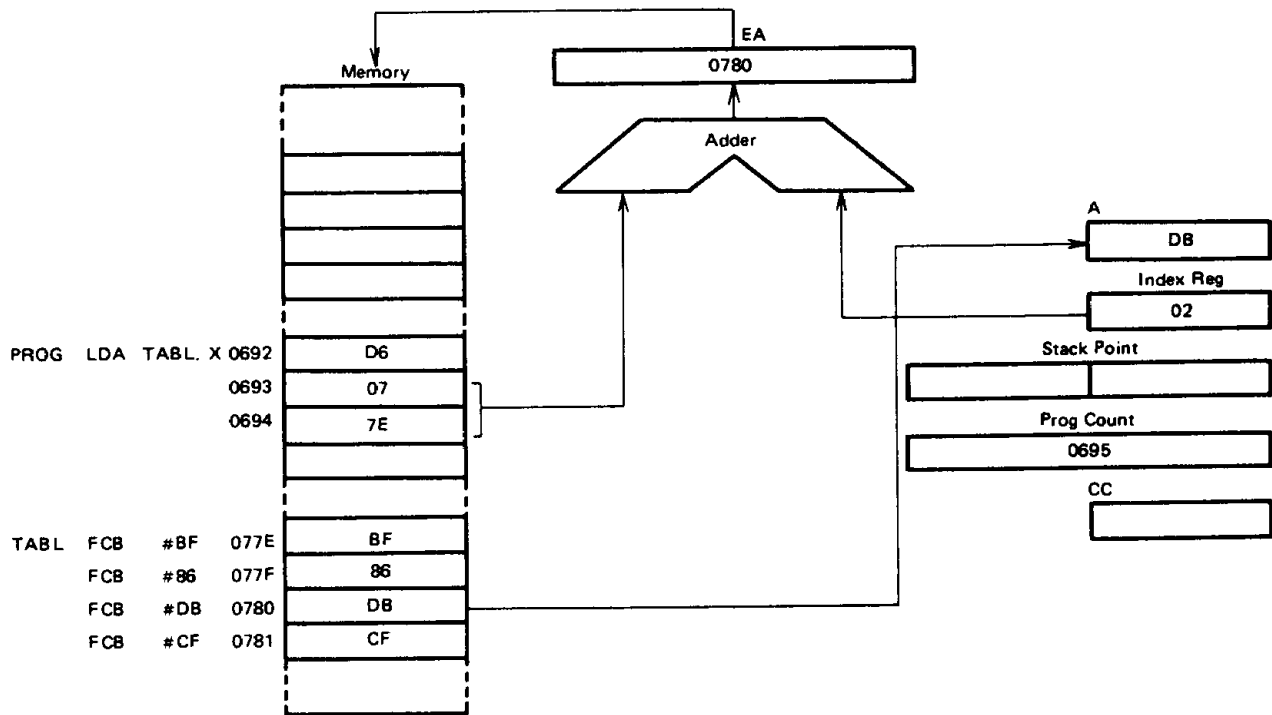 EA
0780
Memory
Adder
A
DB
Index Reg
02
Stack Point
PROG LDA TABL. X 0692 D6
0693 07
0694 7E
Prog Count
0695
CC
TABL FCB #BF 077E BF
FCB #86 077F 86
FCB #DB 0780 DB
FCB #CF 0781 CF